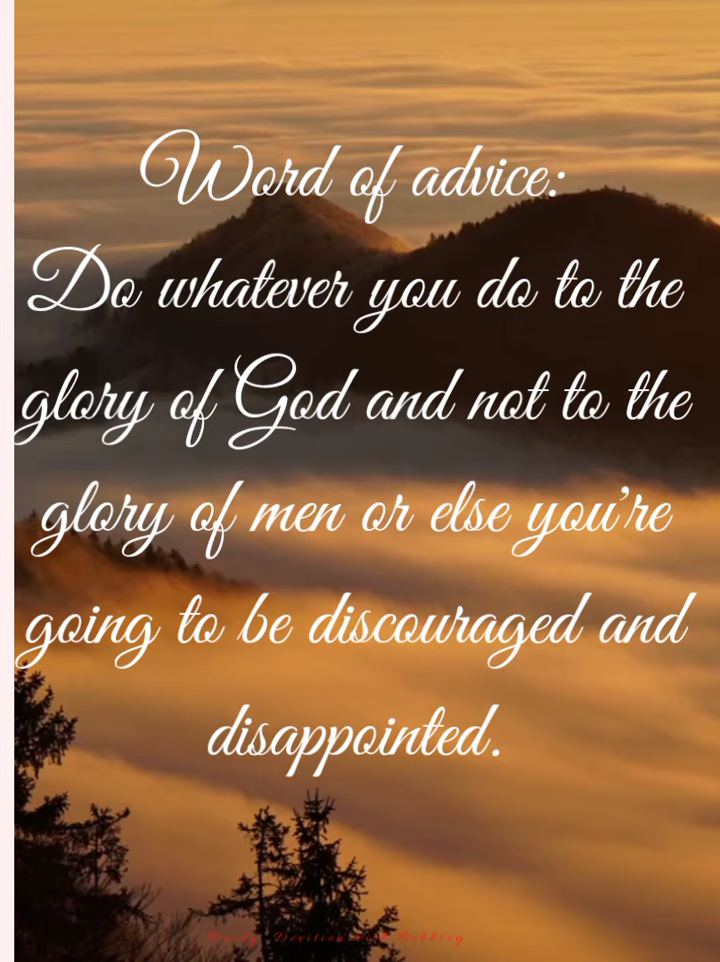 Word of advice:
Do whatever you do to the
glory of God and not to the
glory of men or else you're
going to be discouraged and
disappointed.